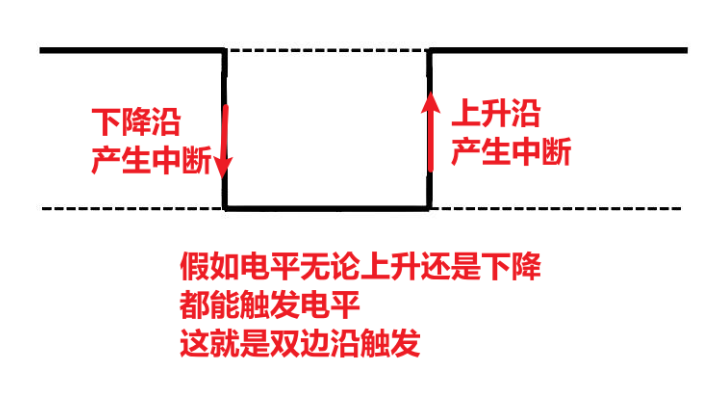 下降沿
产生中断
上升沿
产生中断
假如电平无论上升还是下降
都能触发电平
这就是双边沿触发